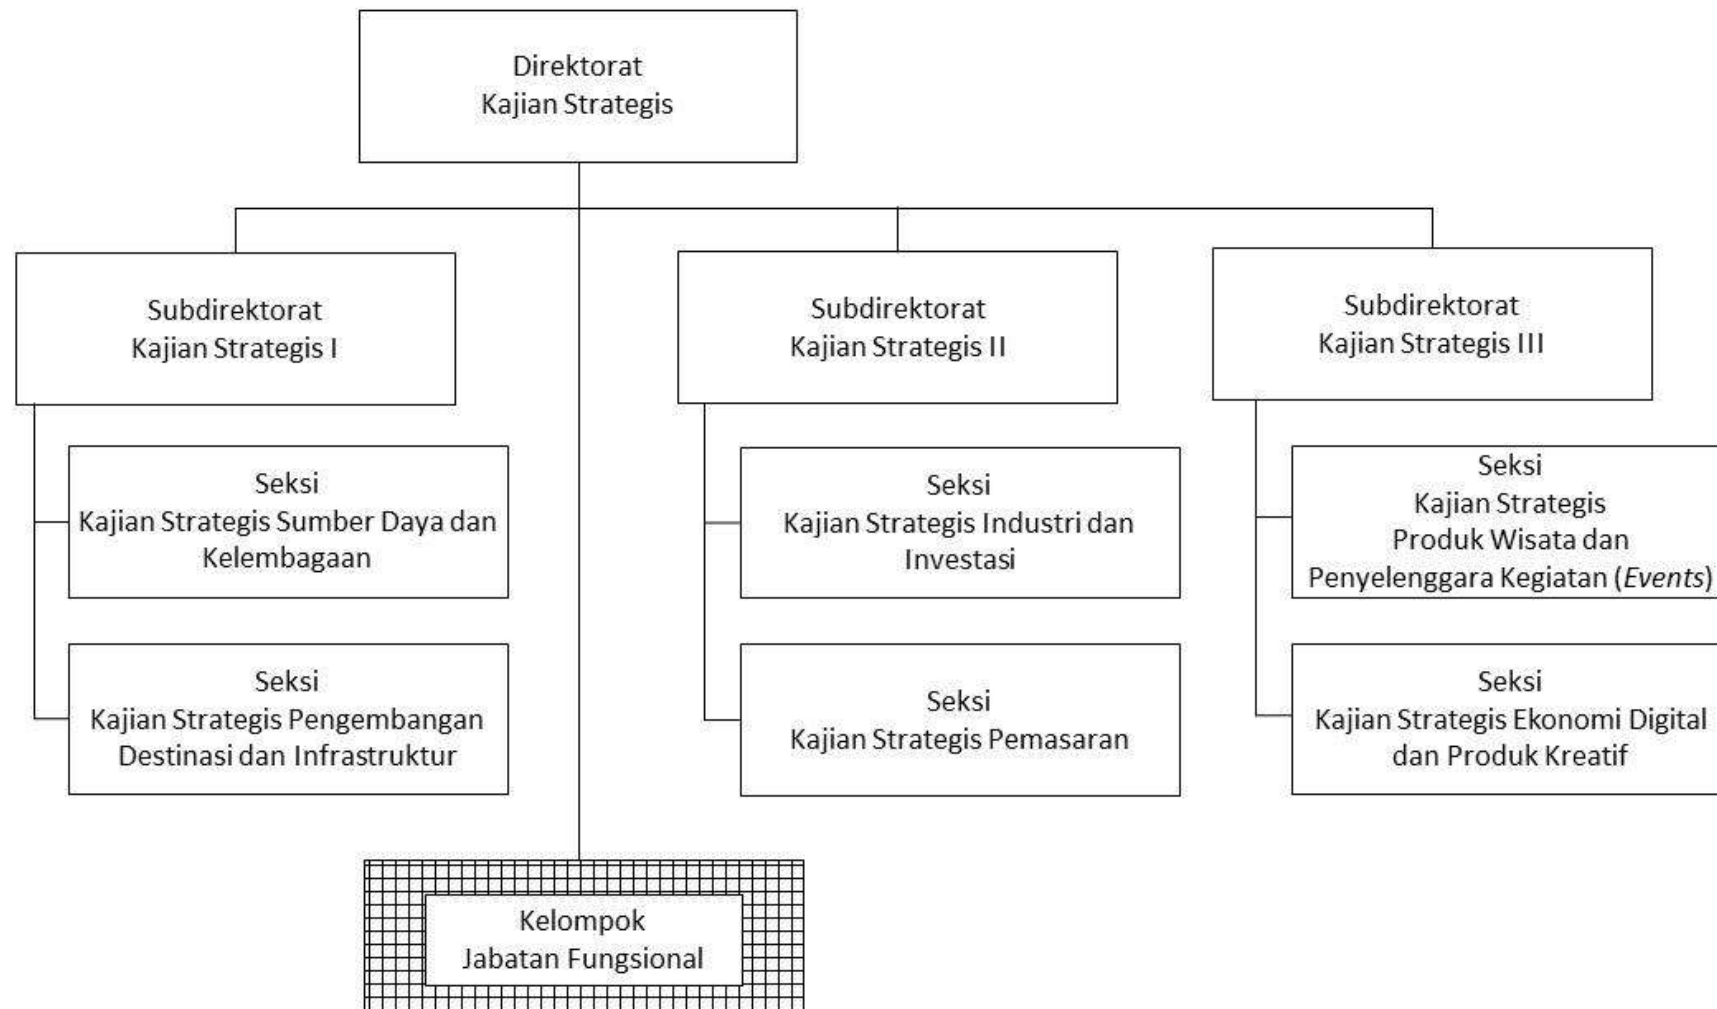 Direktorat
Kajian Strategis
Subdirektorat
Kajian Strategis I
Subdirektorat
Kajian Strategis II
Subdirektorat
Kajian Strategis III
Seksi
Kajian Strategis Sumber Daya dan
Kelembagaan
Seksi
Kajian Strategis Industri dan
Investasi
Seksi
Kajian Strategis
Produk Wisata dan
Penyelenggara Kegiatan (Events)
Seksi
Kajian Strategis Pengembangan
Destinasi dan Infrastruktur
Seksi
Kajian Strategis Pemasaran
Seksi
Kajian Strategis Ekonomi Digital
dan Produk Kreatif
Kelompok
Jabatan Fungsional